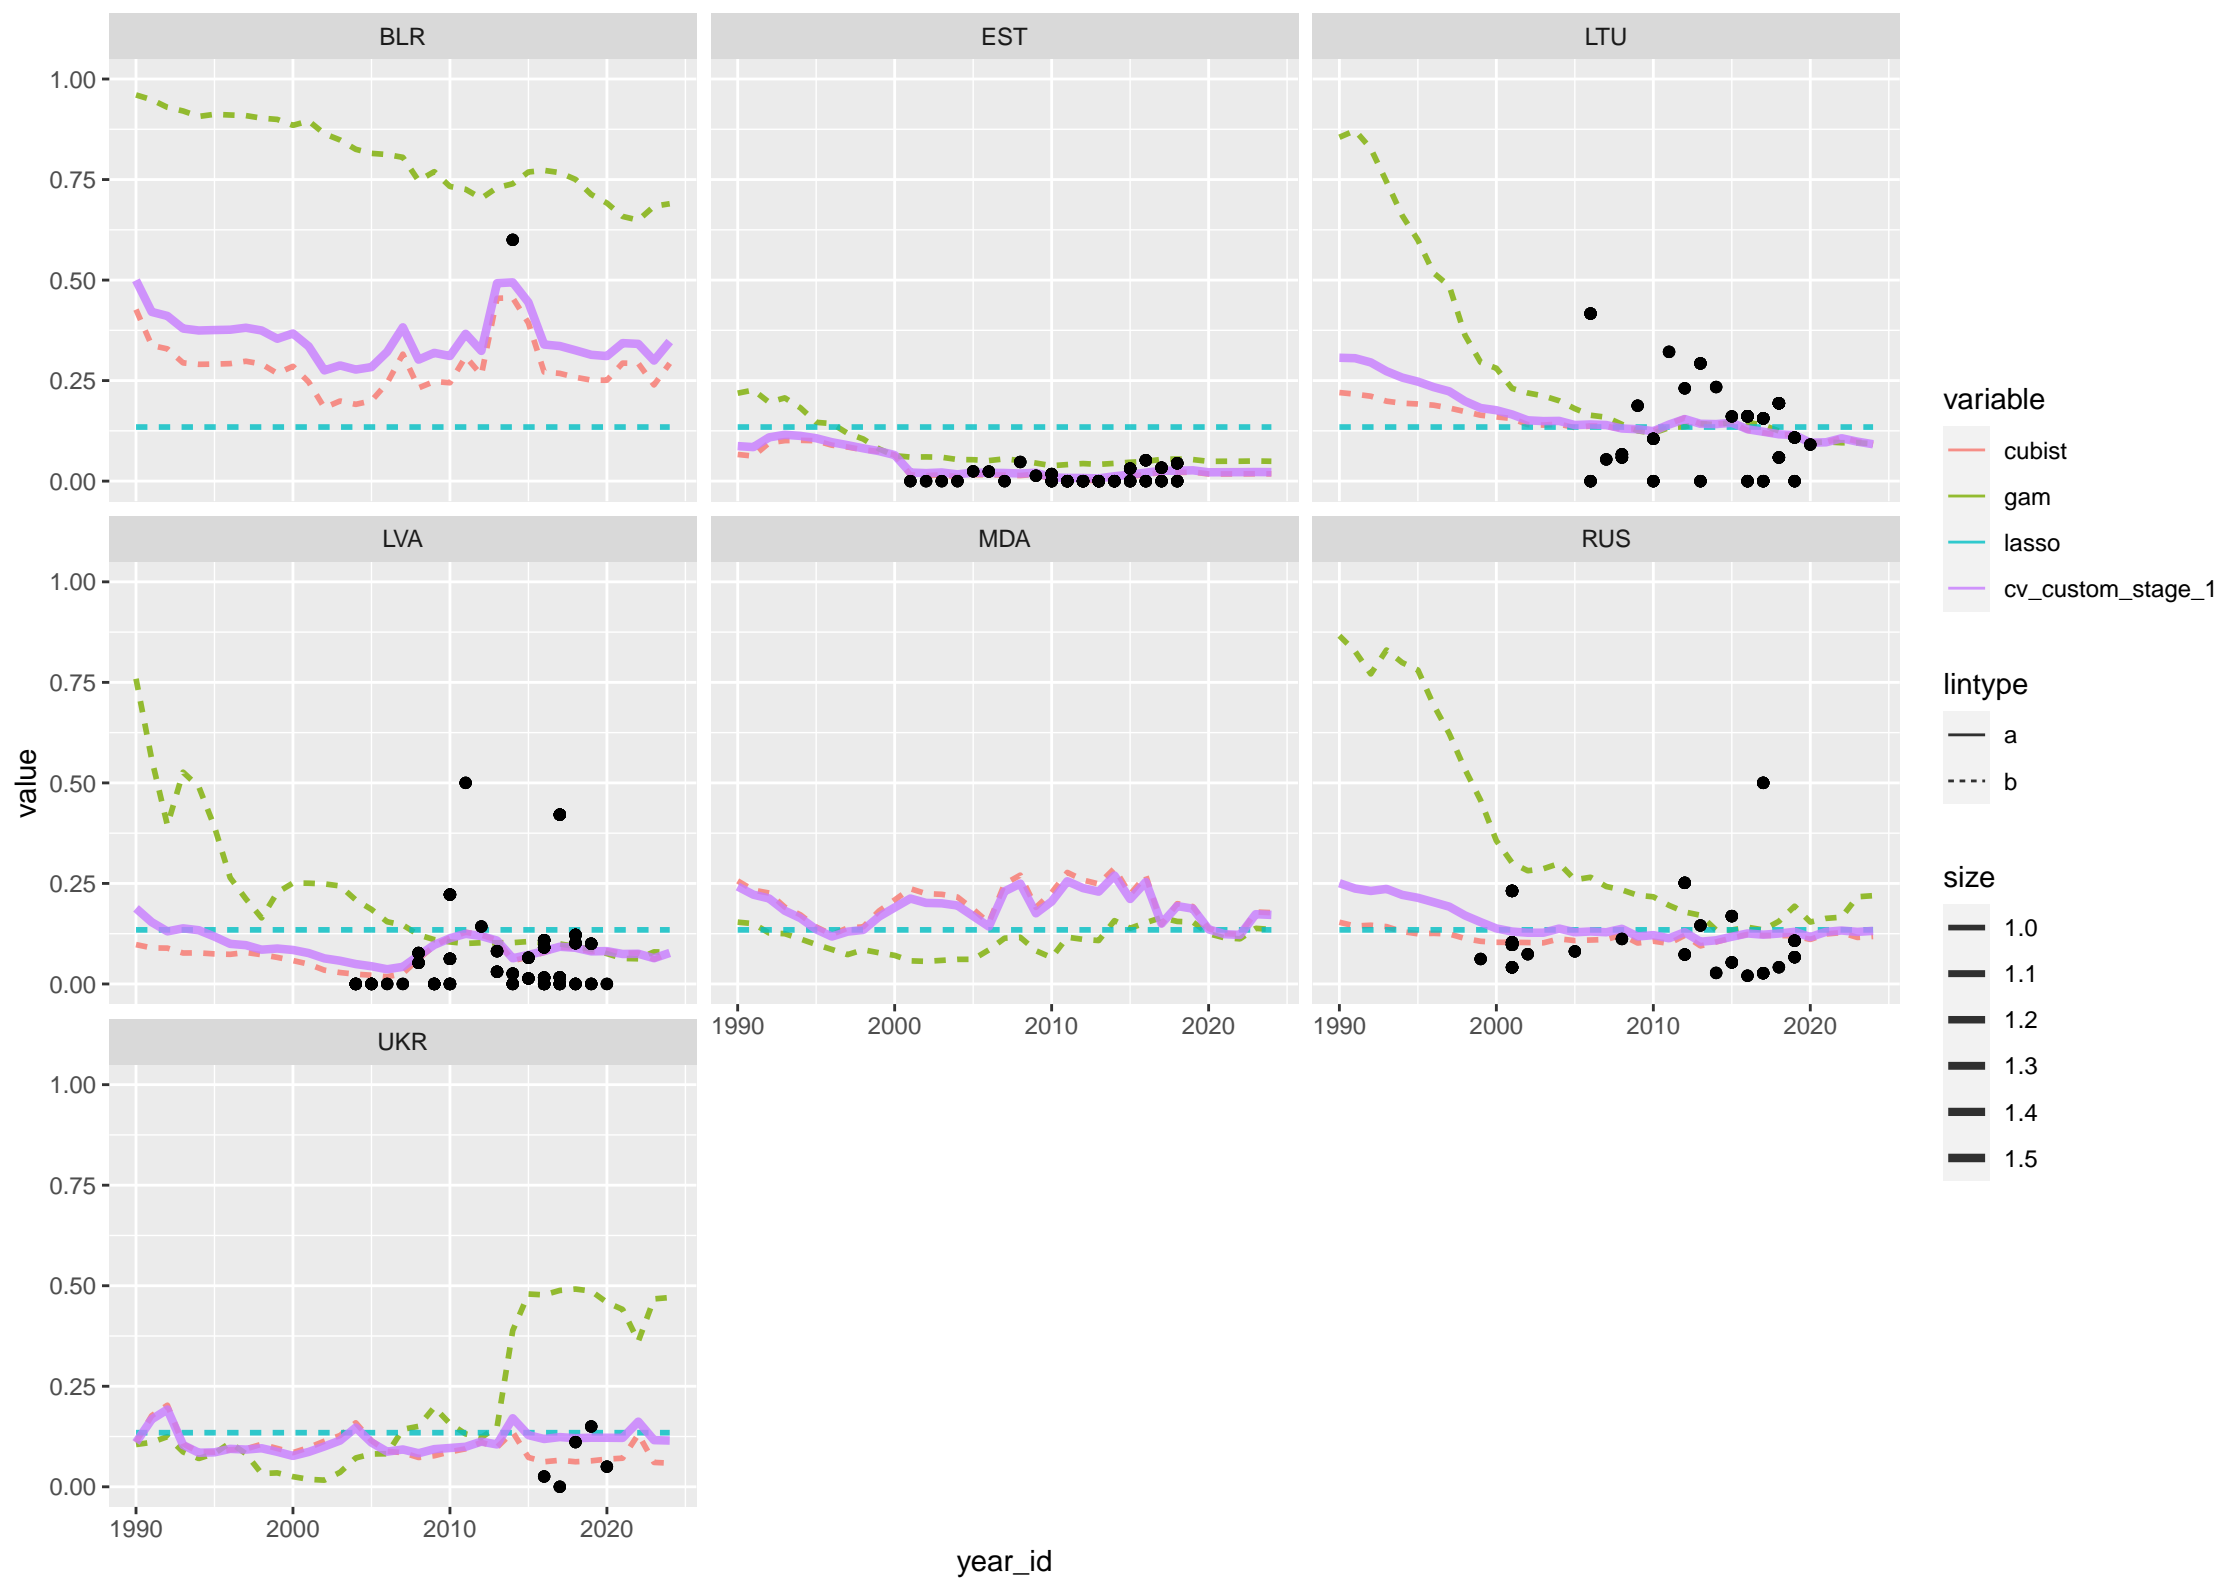 BLR
EST
LTU
1.00
0.75
0.50
0.25
0.00
LVA
MDA
RUS
1.00
0.75
0.50
0.25
0.00
1990 2000 2010 2020
1990 2000 2010 2020
UKR
1.00
0.75
0.50
0.25
0.00
1990 2000 2010 2020
year_id
value
variable
cubist
gam
lasso
cv_custom_stage_1
lintype
a
b
size
1.0
1.1
1.2
1.3
1.4
1.5